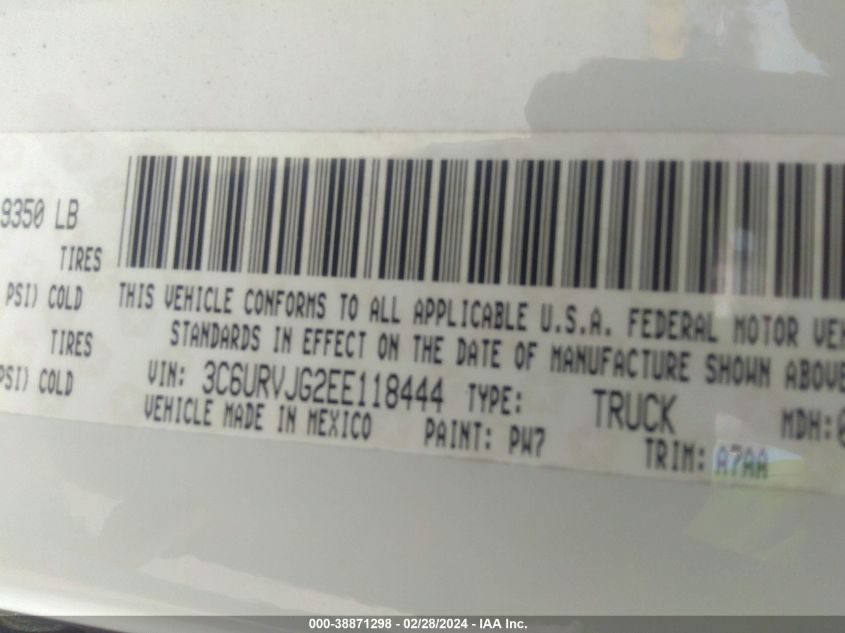 9350 LB
TIRES
PSI) COLD
TIRES
PSI) COLD
THIS VEHICLE CONFORMS TO ALL APPLICABLE U.S.A. FEDERAL MOTOR VEH
STANDARDS IN EFFECT ON THE DATE OF MANUFACTURE SHOWN ABOVE
VIN: 3C6URVJG2EE118444 TYPE: TRUCK MDH:0
VEHICLE MADE IN MEXICO PAINT: PW7 TRIM: A7AA
000-38871298 - 02/28/2024 - IAA Inc.